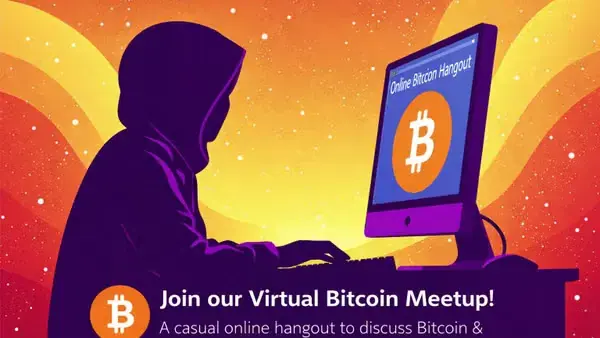 Online Bitcoin Hangout
Join our Virtual Bitcoin Meetup!
A casual online hangout to discuss Bitcoin &